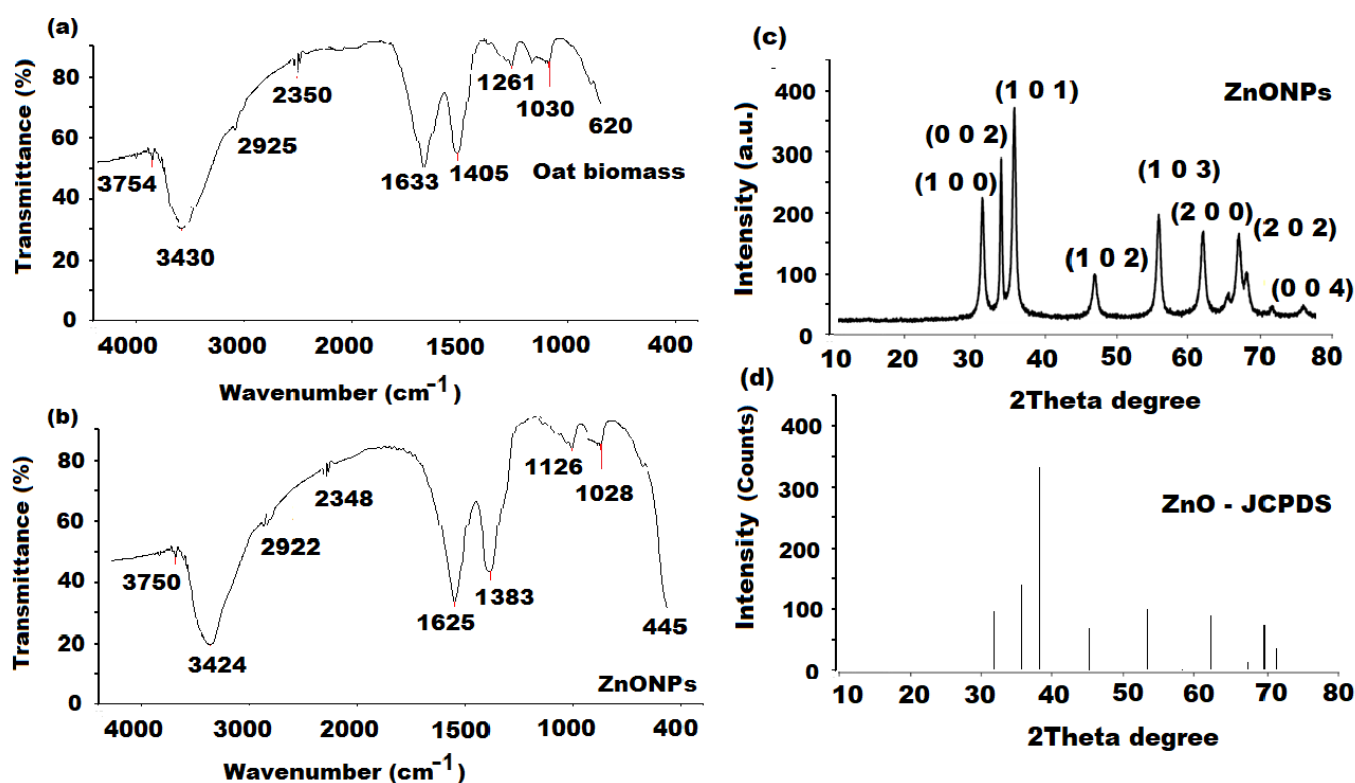 (a)
Transmittance (%)
80
60
40
20
0
3754
3430
2925
2350
1633
1405
1261
1030
620
Oat biomass
4000 3000 2000 1500 1000 400
Wavenumber (cm⁻¹)
(b)
Transmittance (%)
80
60
40
20
0
3750
3424
2922
2348
1625
1383
1126
1028
445
ZnONPs
4000 3000 2000 1500 1000 400
Wavenumber (cm⁻¹)
(c)
Intensity (a.u.)
400
300
200
100
0
ZnONPs
(1 0 0)
(0 0 2)
(1 0 1)
(1 0 2)
(1 0 3)
(2 0 0)
(2 0 2)
(0 0 4)
10 20 30 40 50 60 70 80
2Theta degree
(d)
Intensity (Counts)
400
300
200
100
0
ZnO - JCPDS
10 20 30 40 50 60 70 80
2Theta degree